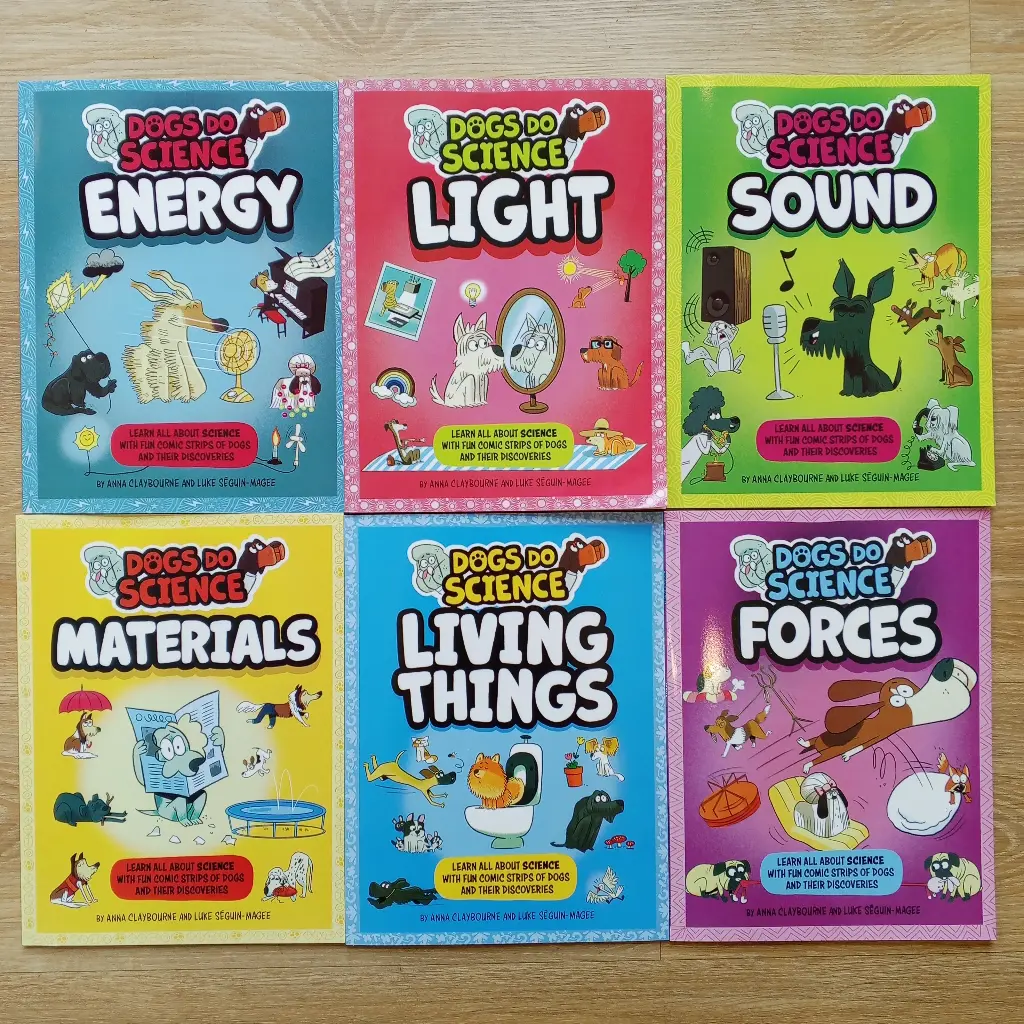 DOGS DO
SCIENCE
ENERGY
LEARN ALL ABOUT SCIENCE
WITH FUN COMIC STRIPS OF DOGS
AND THEIR DISCOVERIES
BY ANNA CLAYBOURNE AND LUKE SÉGUIN-MAGEE
DOGS DO
SCIENCE
LIGHT
LEARN ALL ABOUT SCIENCE
WITH FUN COMIC STRIPS OF DOGS
AND THEIR DISCOVERIES
BY ANNA CLAYBOURNE AND LUKE SÉGUIN-MAGEE
DOGS DO
SCIENCE
SOUND
LEARN ALL ABOUT SCIENCE
WITH FUN COMIC STRIPS OF DOGS
AND THEIR DISCOVERIES
BY ANNA CLAYBOURNE AND LUKE SÉGUIN-MAGEE
DOGS DO
SCIENCE
MATERIALS
LEARN ALL ABOUT SCIENCE
WITH FUN COMIC STRIPS OF DOGS
AND THEIR DISCOVERIES
BY ANNA CLAYBOURNE AND LUKE SÉGUIN-MAGEE
DOGS DO
SCIENCE
LIVING
THINGS
LEARN ALL ABOUT SCIENCE
WITH FUN COMIC STRIPS OF DOGS
AND THEIR DISCOVERIES
BY ANNA CLAYBOURNE AND LUKE SÉGUIN-MAGEE
DOGS DO
SCIENCE
FORCES
LEARN ALL ABOUT SCIENCE
WITH FUN COMIC STRIPS OF DOGS
AND THEIR DISCOVERIES
BY ANNA CLAYBOURNE AND LUKE SÉGUIN-MAGEE